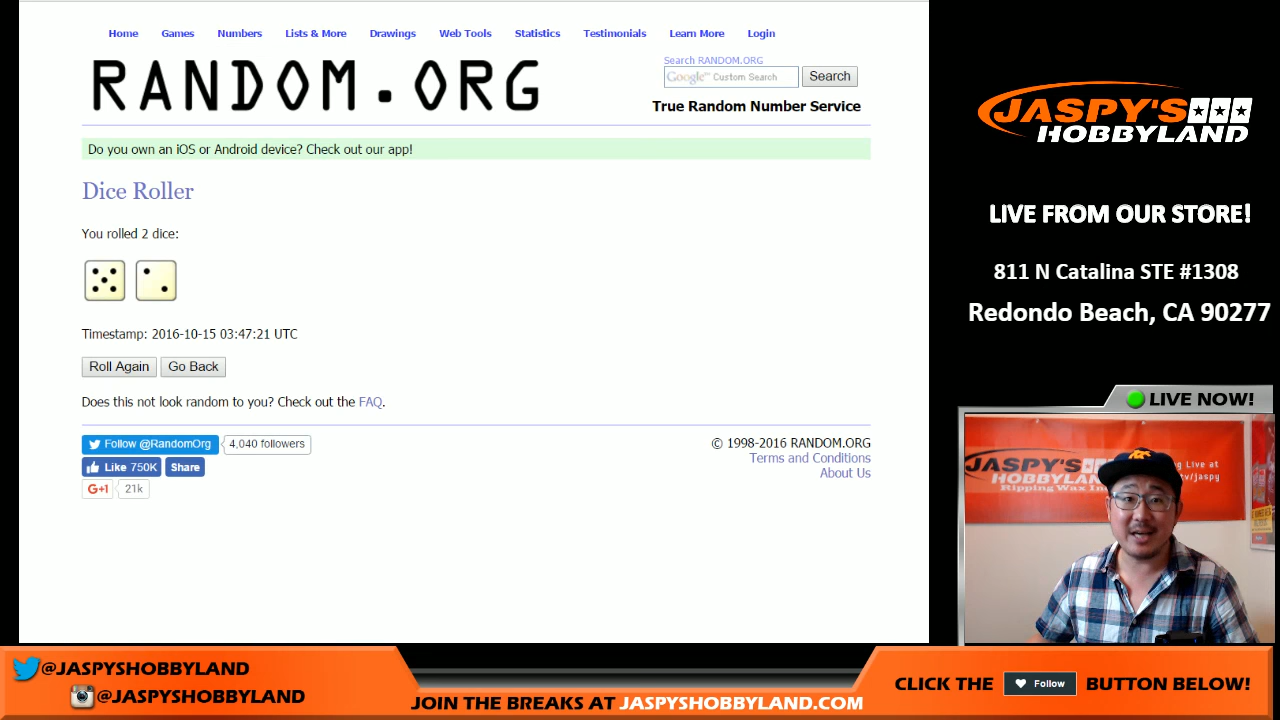 Home Games Numbers Lists & More Drawings Web Tools Statistics Testimonials Learn More Login
RANDOM.ORG
Search RANDOM.ORG
Google™ Custom Search Search
True Random Number Service
Do you own an iOS or Android device? Check out our app!
Dice Roller
You rolled 2 dice:
Timestamp: 2016-10-15 03:47:21 UTC
Roll Again Go Back
Does this not look random to you? Check out the FAQ.
Follow @RandomOrg 4,040 followers
Like 750K Share
G+1 21k
© 1998-2016 RANDOM.ORG
Terms and Conditions
About Us
JASPY'S
HOBBYLAND
LIVE FROM OUR STORE!
811 N Catalina STE #1308
Redondo Beach, CA 90277
LIVE NOW!
JASPY'S
HOBBYLAND
Ripping Wax
ng Live at
tv/jaspy
@JASPYSHOBBYLAND
@JASPYSHOBBYLAND
JOIN THE BREAKS AT JASPYSHOBBYLAND.COM
CLICK THE Follow BUTTON BELOW!